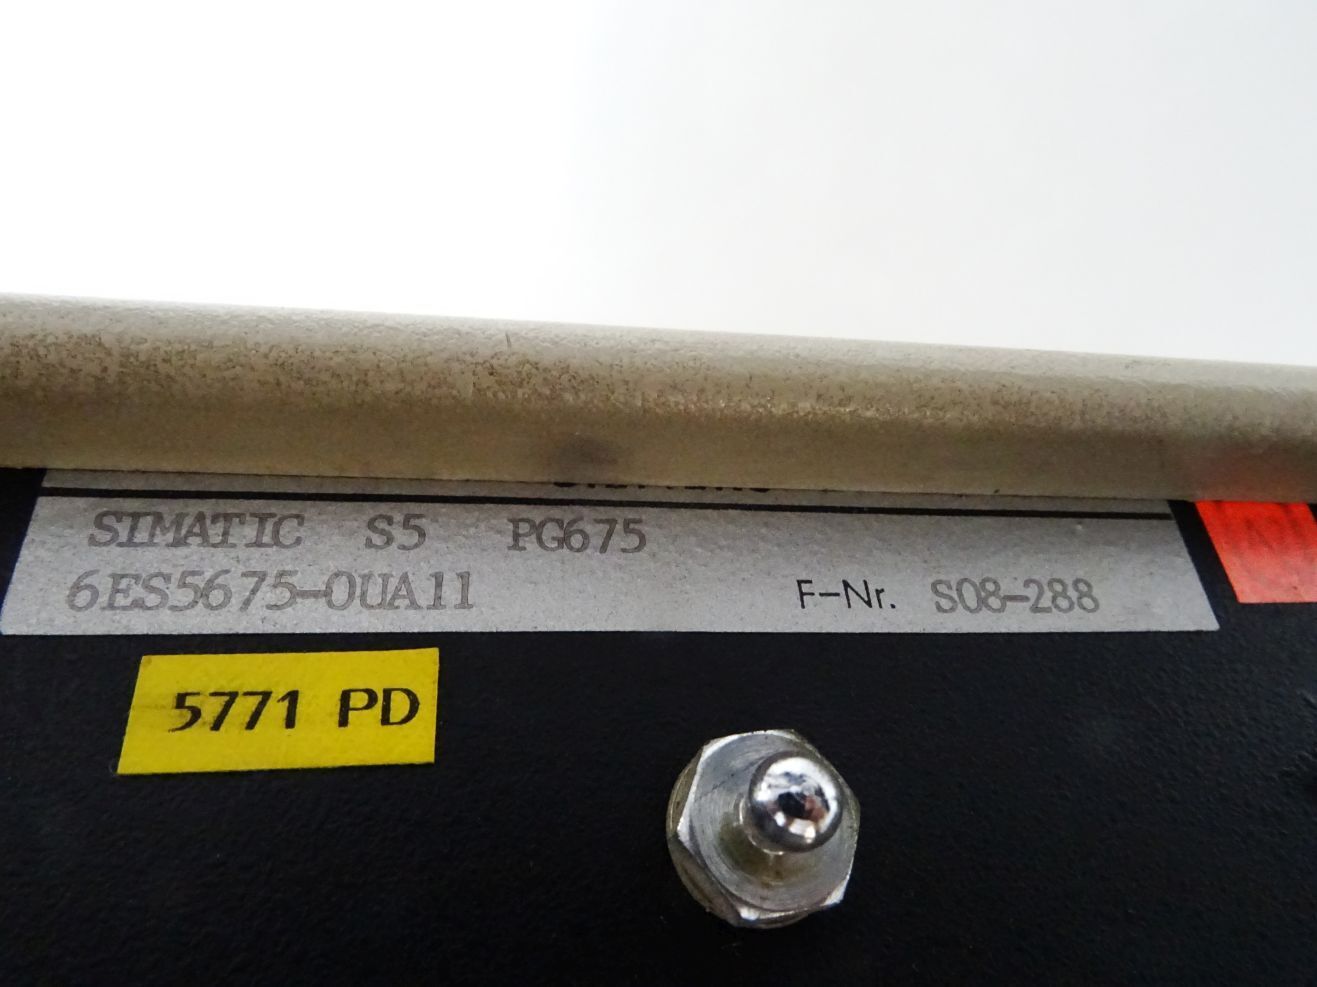 SIMATIC S5 PG675
6ES5675-0UA11 F-Nr. S08-288
5771 PD